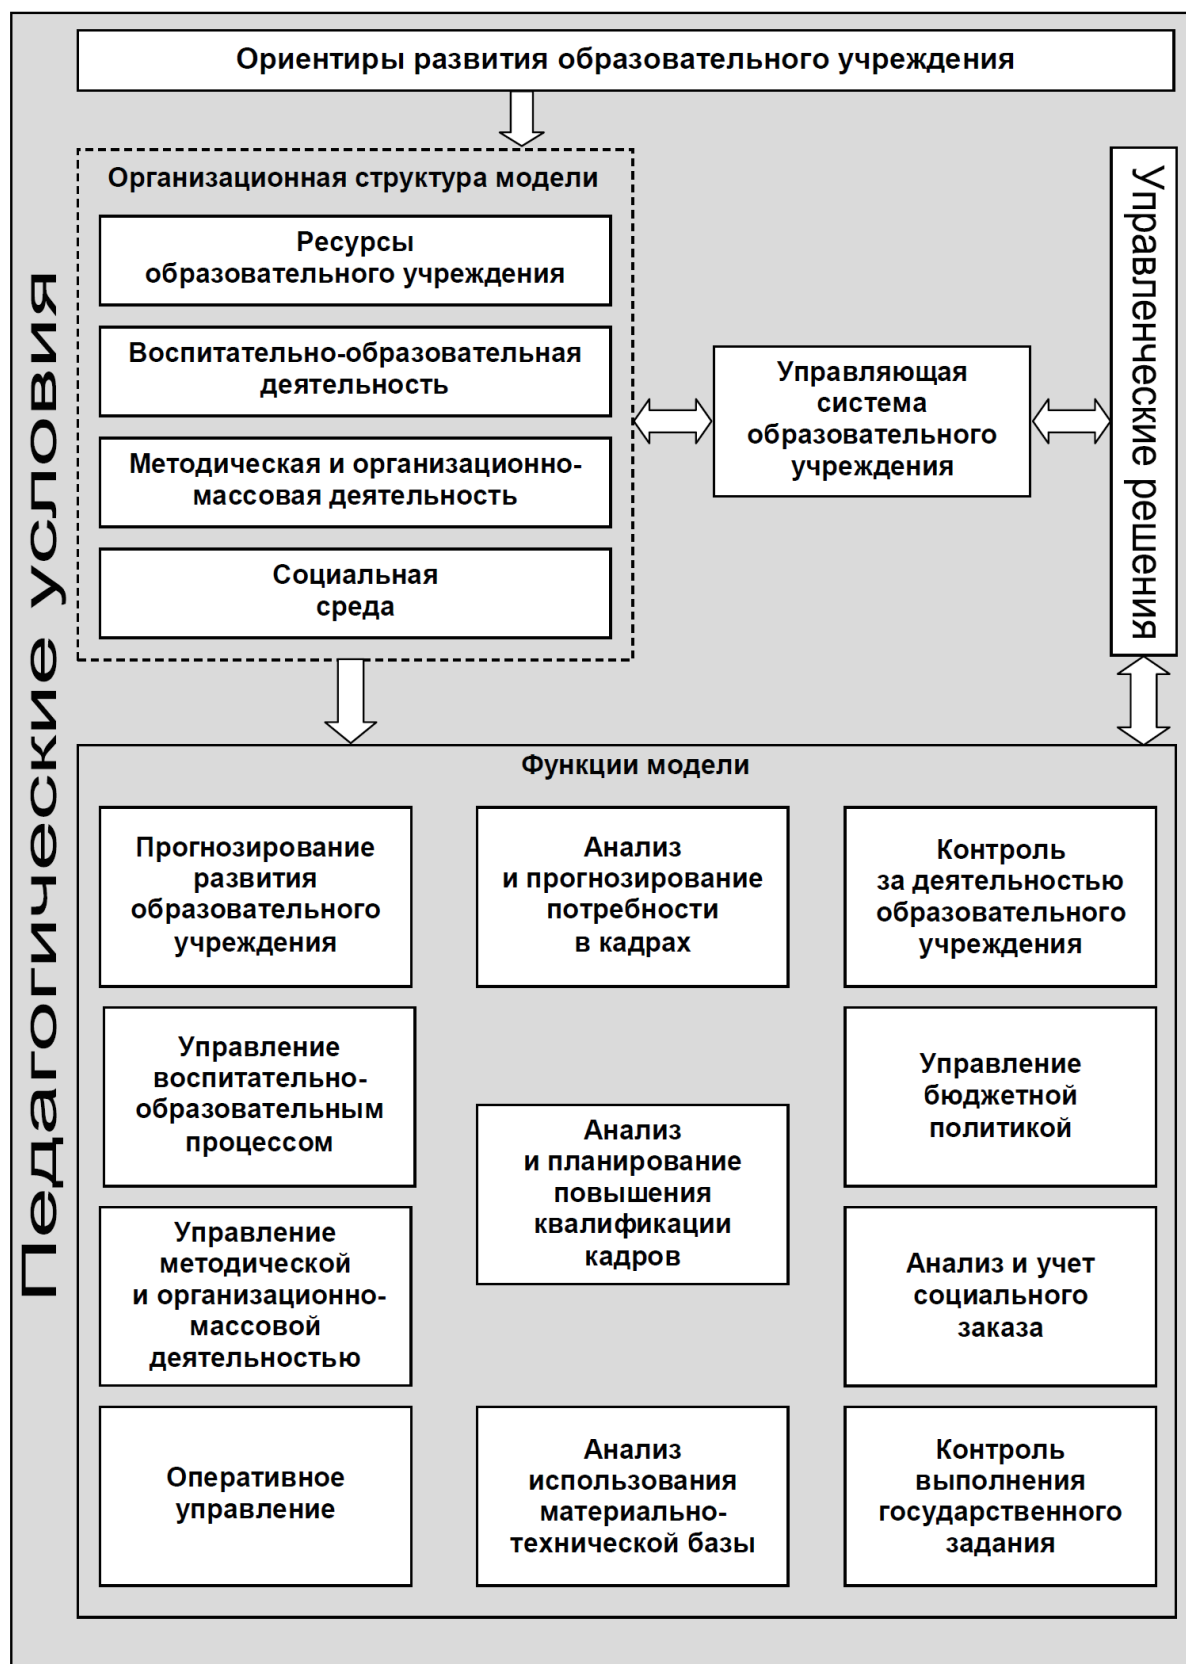 Ориентиры развития образовательного учреждения
Педагогические условия
Организационная структура модели
Ресурсы
образовательного учреждения
Воспитательно-образовательная
деятельность
Методическая и организационно-
массовая деятельность
Социальная
среда
Управляющая
система
образовательного
учреждения
Управленческие решения
Функции модели
Прогнозирование
развития
образовательного
учреждения
Анализ
и прогнозирование
потребности
в кадрах
Контроль
за деятельностью
образовательного
учреждения
Управление
воспитательно-
образовательным
процессом
Анализ
и планирование
повышения
квалификации
кадров
Управление
бюджетной
политикой
Управление
методической
и организационно-
массовой
деятельностью
Анализ и учет
социального
заказа
Оперативное
управление
Анализ
использования
материально-
технической базы
Контроль
выполнения
государственного
задания